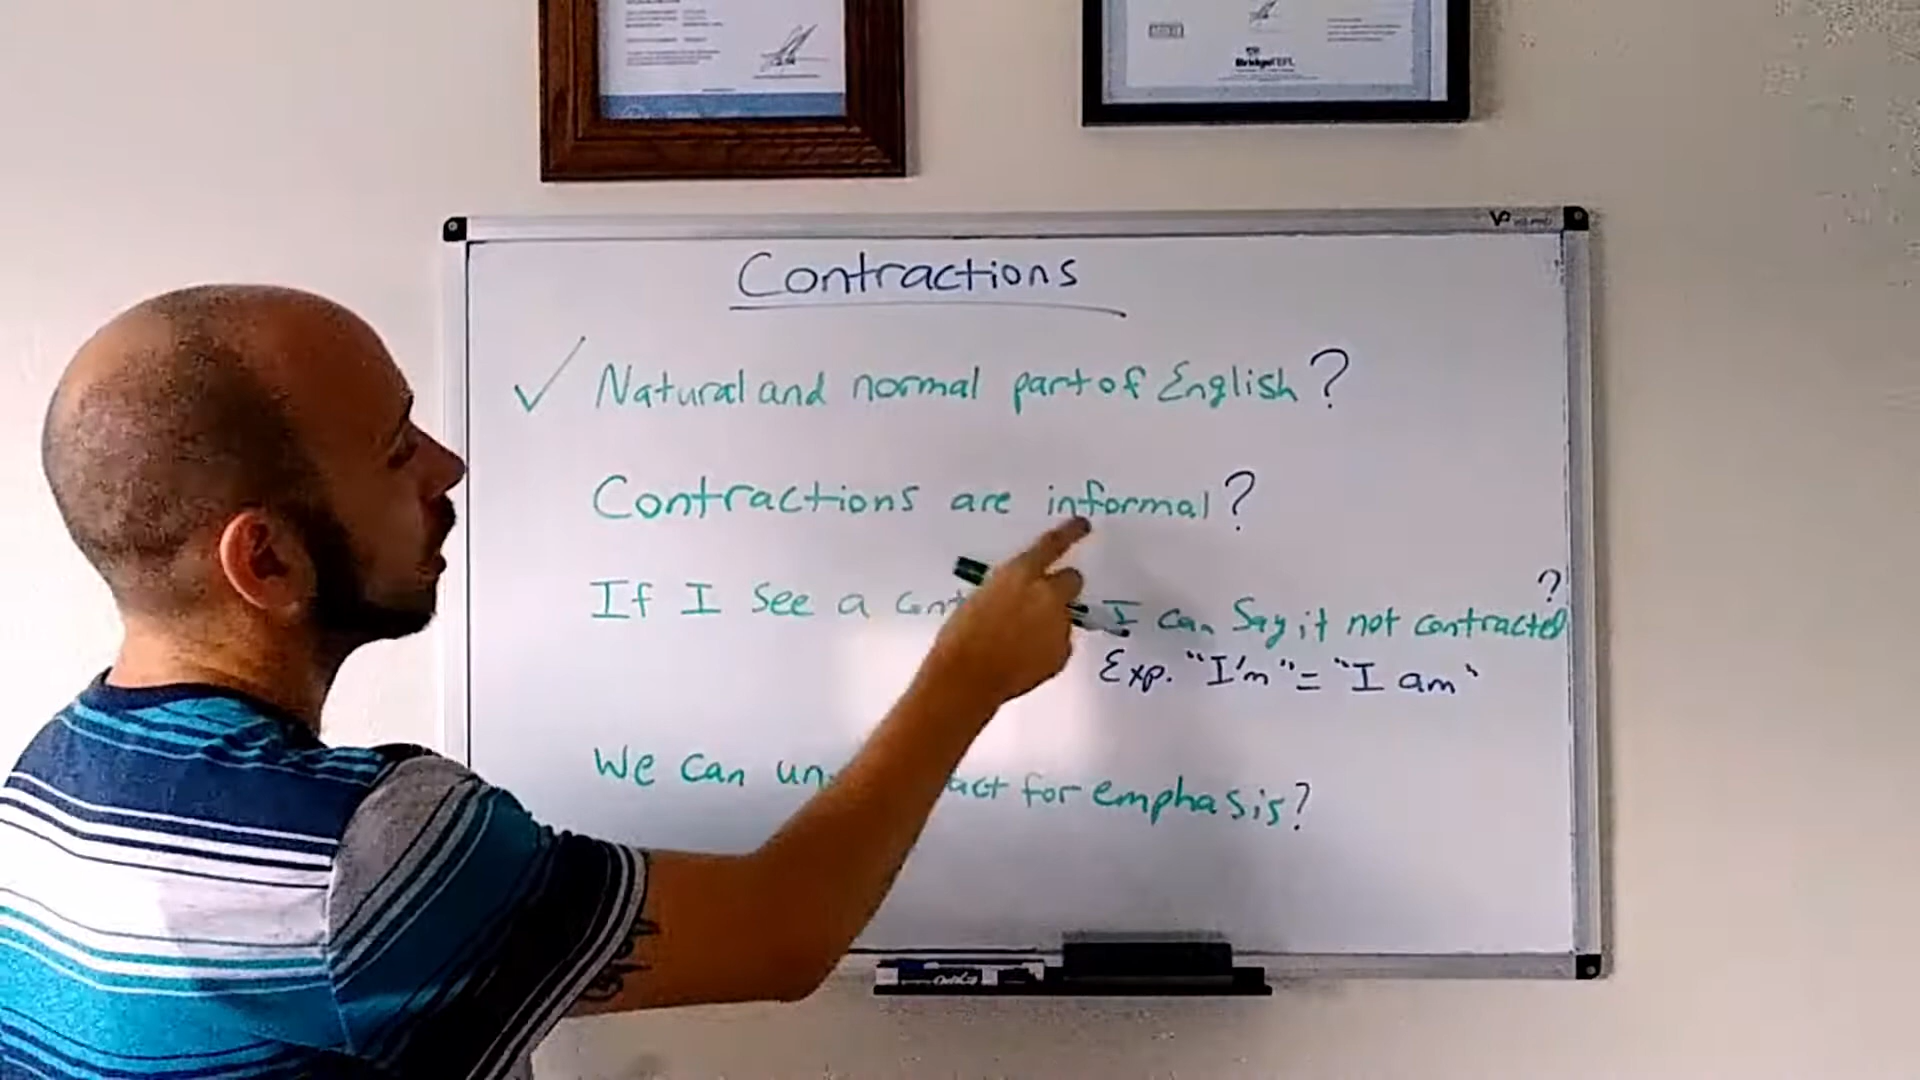 Contractions
✓ Natural and normal part of English?
Contractions are informal?
If I see a I can say it not contracted?
Exp. "I'm" = "I am"
We can for emphasis?
BridgeTEFL